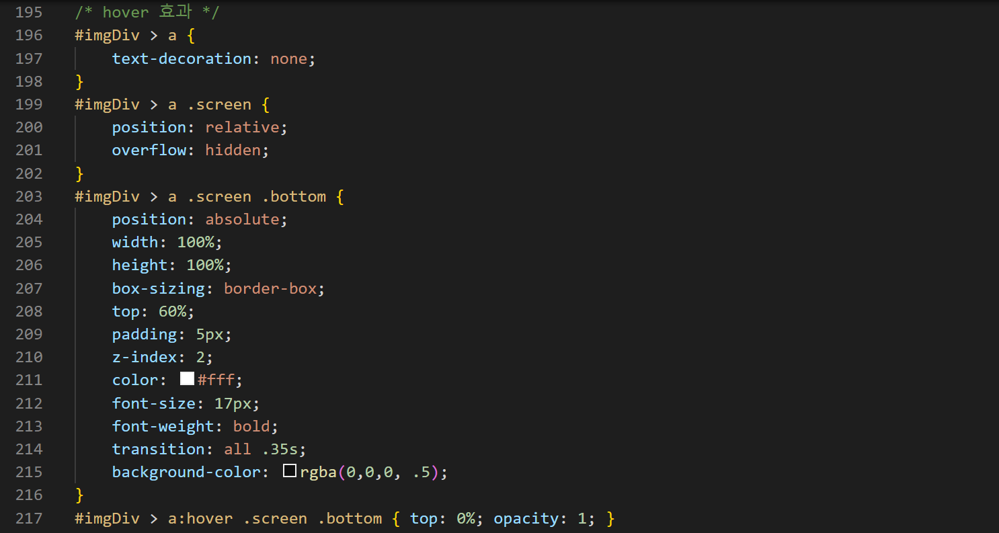 195 /* hover 효과 */
196 #imgDiv > a {
197     text-decoration: none;
198 }
199 #imgDiv > a .screen {
200     position: relative;
201     overflow: hidden;
202 }
203 #imgDiv > a .screen .bottom {
204     position: absolute;
205     width: 100%;
206     height: 100%;
207     box-sizing: border-box;
208     top: 60%;
209     padding: 5px;
210     z-index: 2;
211     color: #fff;
212     font-size: 17px;
213     font-weight: bold;
214     transition: all .35s;
215     background-color: rgba(0,0,0, .5);
216 }
217 #imgDiv > a:hover .screen .bottom { top: 0%; opacity: 1; }